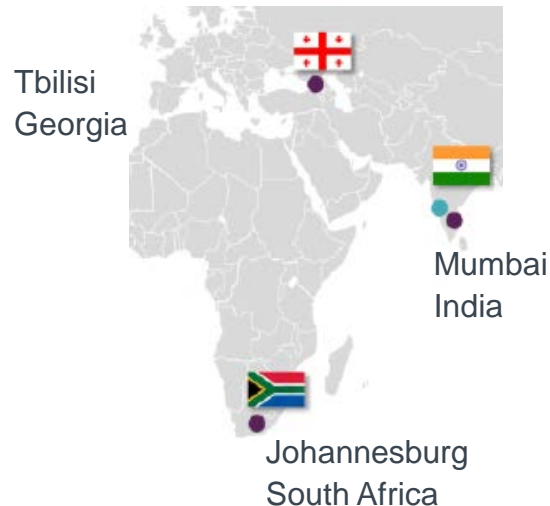 Tbilisi
Georgia
Mumbai
India
Johannesburg
South Africa